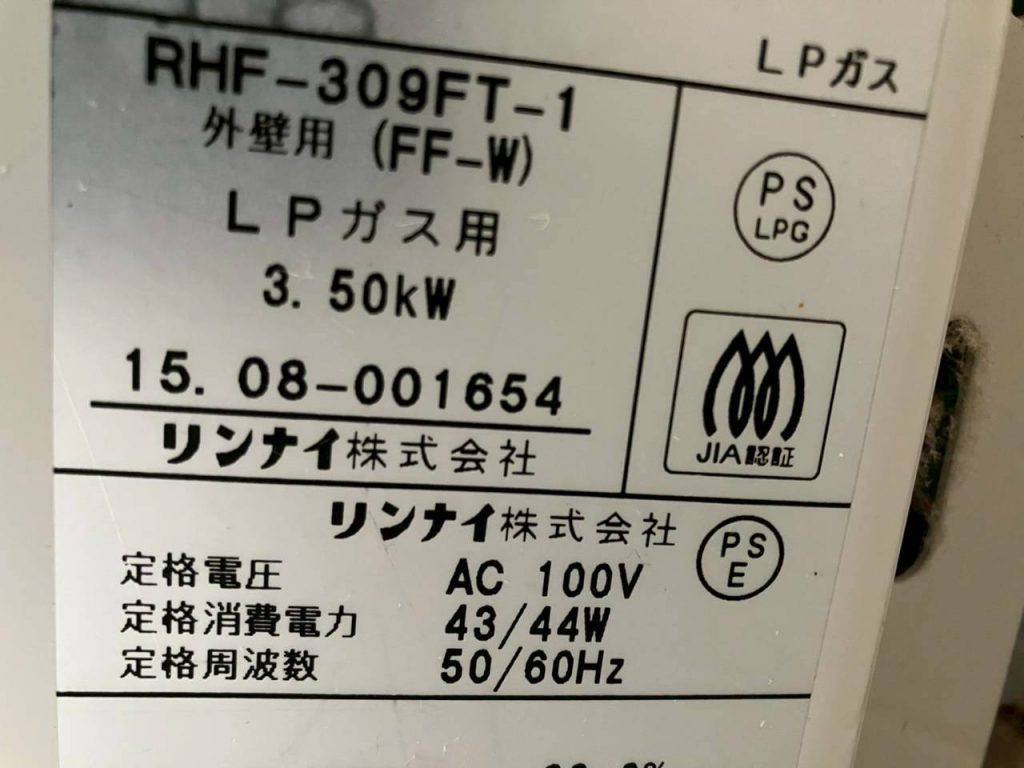 LPガス
RHF-309FT-1
外壁用 (FF-W)
LPガス用
3.50kW
15.08-001654
リンナイ株式会社
PS
LPG
JIA認証
リンナイ株式会社
PS
E
定格電圧 AC 100V
定格消費電力 43/44W
定格周波数 50/60Hz